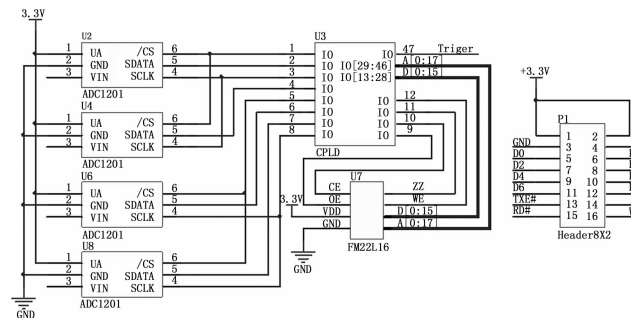 3.3V
U2
1 UA /CS 6
2 GND SDATA 5
3 VIN SCLK 4
ADC1201
U4
1 UA /CS 6
2 GND SDATA 5
3 VIN SCLK 4
ADC1201
U6
1 UA /CS 6
2 GND SDATA 5
3 VIN SCLK 4
ADC1201
U8
1 UA /CS 6
2 GND SDATA 5
3 VIN SCLK 4
ADC1201
GND
U3
1 IO IO 47 Triger
2 IO IO[29:46] A[0:17]
3 IO IO[13:28] D[0:15]
4 IO
5 IO IO 12
6 IO IO 11
7 IO IO 10
8 IO IO 9
CPLD
U7
CE ZZ
OE WE
3.3V
VDD D[0:15]
GND A[0:17]
FM22L16
GND
+3.3V
P1
1 2
GND 3 4
D0 5 6
D2 7 8
D4 9 10
D6 11 12
TXE# 13 14
RD# 15 16
Header8X2